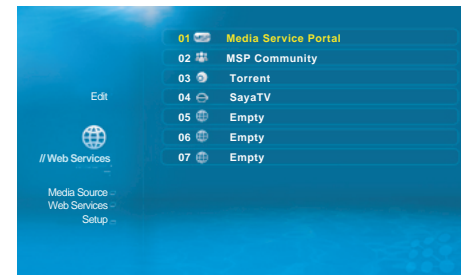 01 Media Service Portal
02 MSP Community
03 Torrent
04 SayaTV
05 Empty
06 Empty
07 Empty
Edit
// Web Services
Media Source
Web Services
Setup